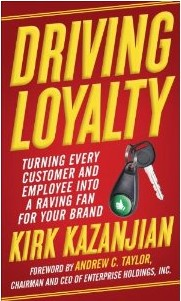 DRIVING
LOYALTY
TURNING EVERY
CUSTOMER AND
EMPLOYEE INTO
A RAVING FAN
FOR YOUR BRAND
KIRK KAZANJIAN
FOREWORD BY ANDREW C. TAYLOR,
CHAIRMAN AND CEO OF ENTERPRISE HOLDINGS, INC.